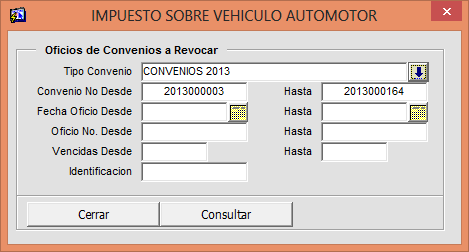 IMPUESTO SOBRE VEHICULO AUTOMOTOR
Oficios de Convenios a Revocar
Tipo Convenio CONVENIOS 2013
Convenio No Desde 2013000003 Hasta 2013000164
Fecha Oficio Desde Hasta
Oficio No. Desde Hasta
Vencidas Desde Hasta
Identificacion
Cerrar Consultar